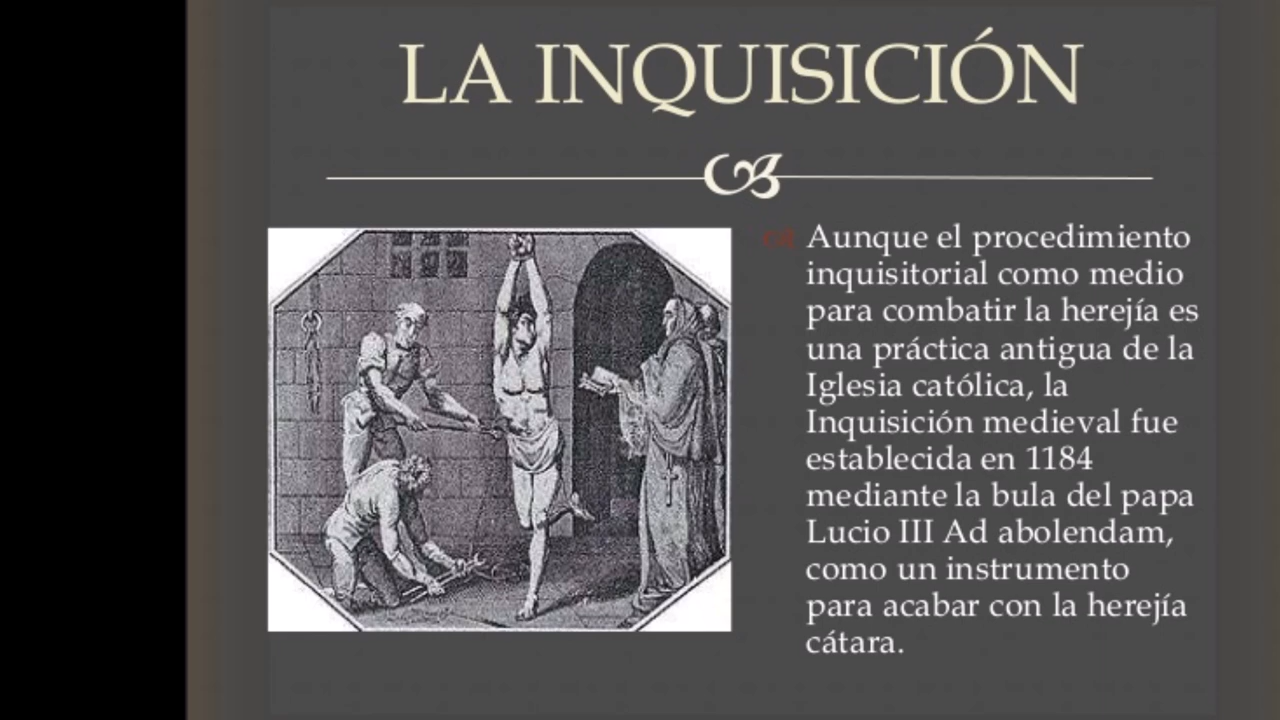 LA INQUISICIÓN
Aunque el procedimiento
inquisitorial como medio
para combatir la herejía es
una práctica antigua de la
Iglesia católica, la
Inquisición medieval fue
establecida en 1184
mediante la bula del papa
Lucio III Ad abolendam,
como un instrumento
para acabar con la herejía
cátara.